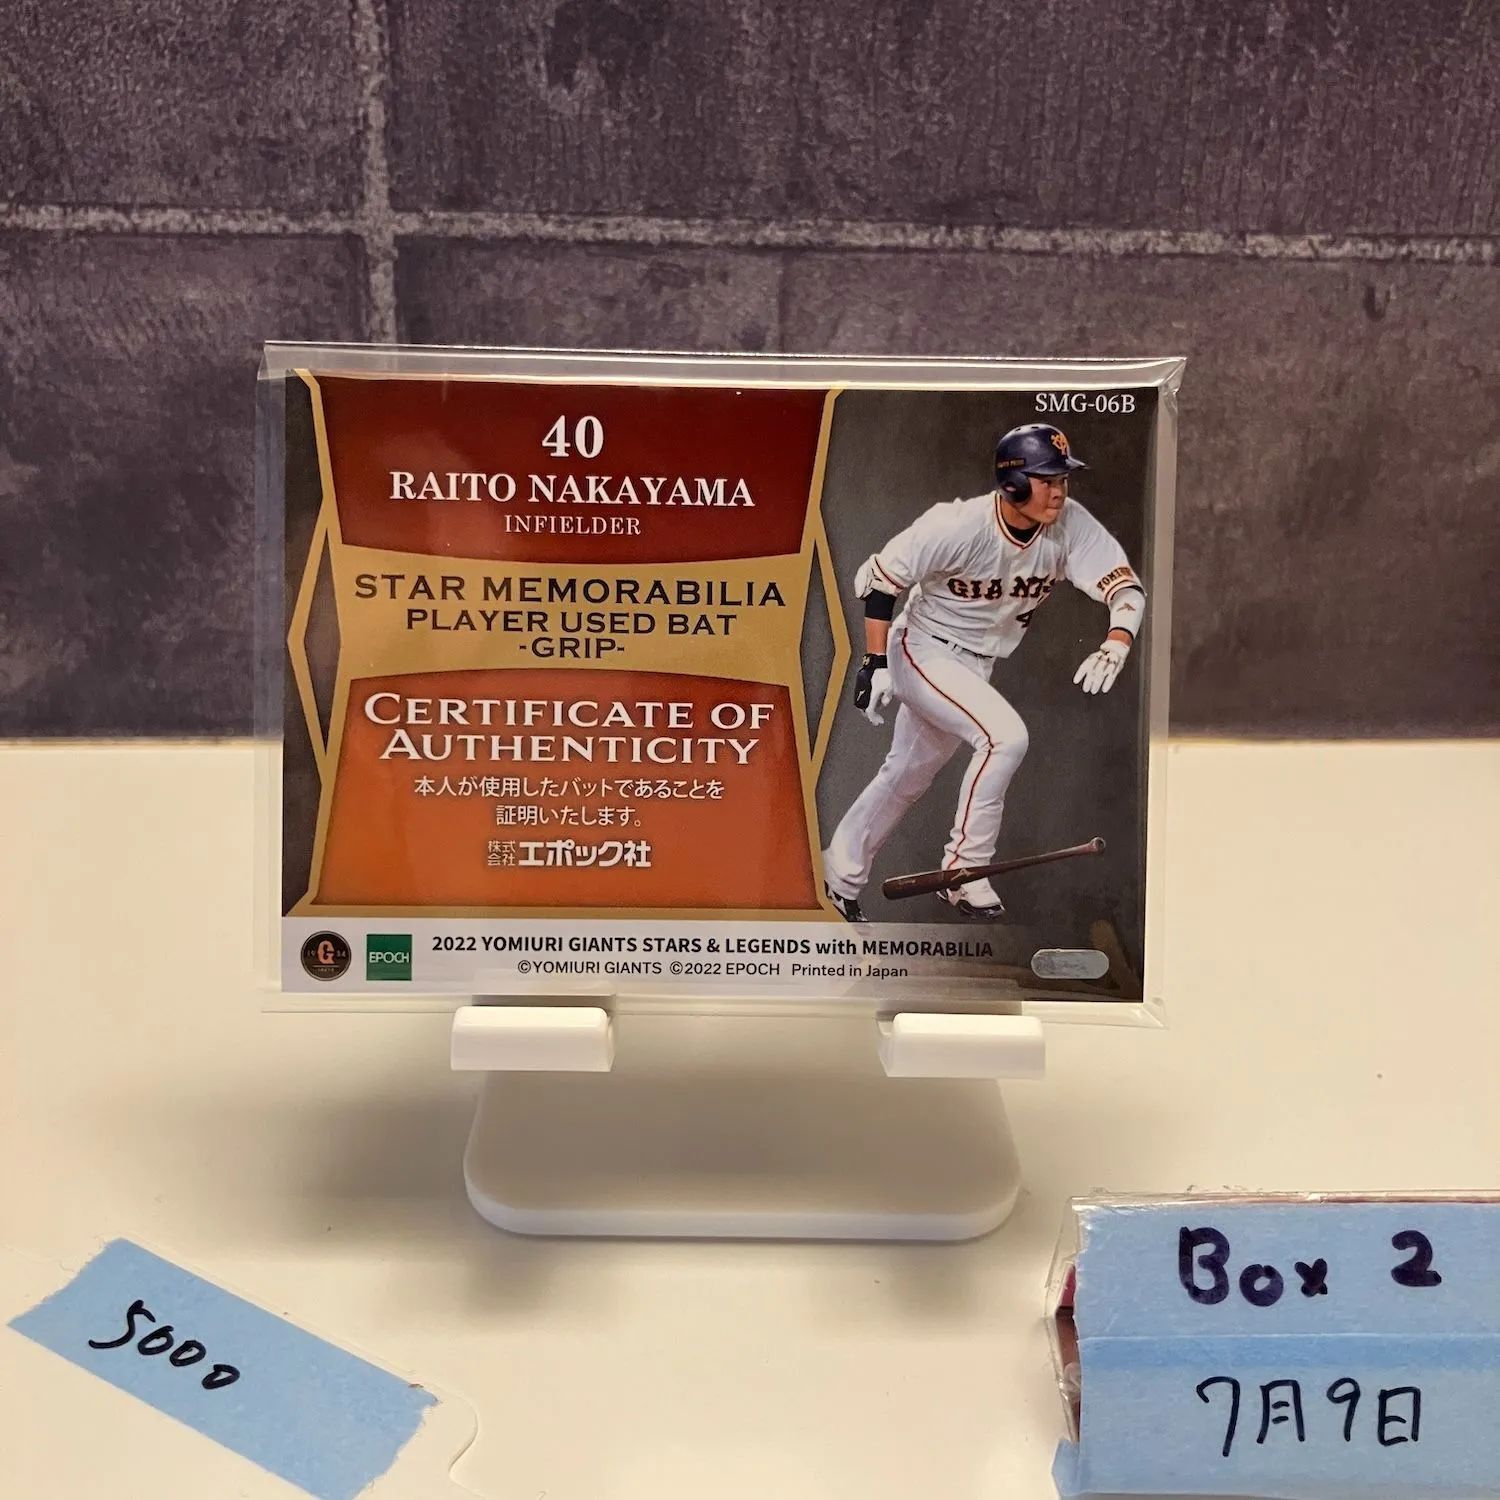 SMG-06B
40
RAITO NAKAYAMA
INFIELDER
STAR MEMORABILIA
PLAYER USED BAT
-GRIP-
CERTIFICATE OF
AUTHENTICITY
本人が使用したバットであることを
証明いたします。
株式会社エポック社
GIANTS
EPOCH
2022 YOMIURI GIANTS STARS & LEGENDS with MEMORABILIA
©YOMIURI GIANTS ©2022 EPOCH Printed in Japan
5000
Box 2
7月9日